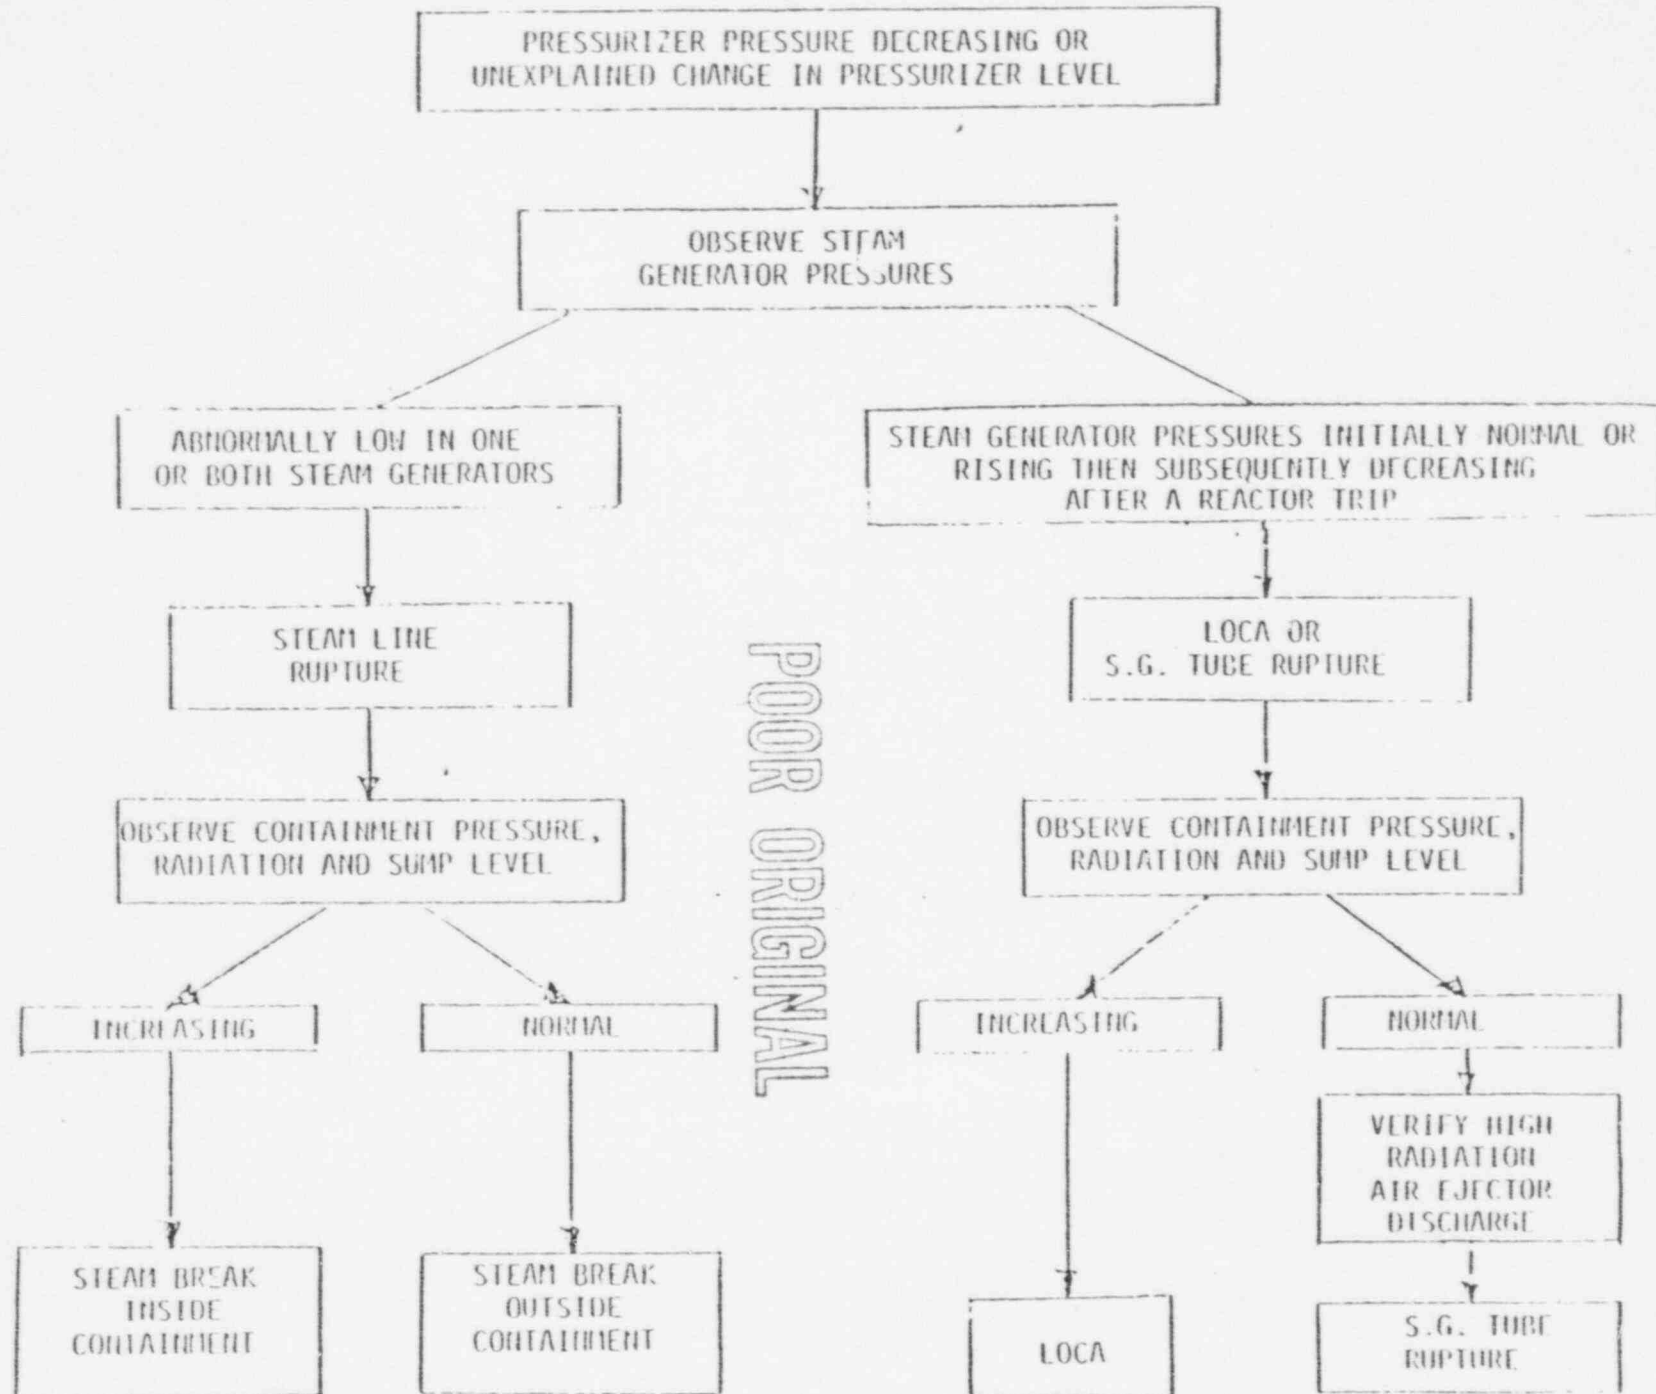 PRESSURIZER PRESSURE DECREASING OR
UNEXPLAINED CHANGE IN PRESSURIZER LEVEL
OBSERVE STEAM
GENERATOR PRESSURES
ABNORMALLY LOW IN ONE
OR BOTH STEAM GENERATORS
STEAM GENERATOR PRESSURES INITIALLY NORMAL OR
RISING THEN SUBSEQUENTLY DECREASING
AFTER A REACTOR TRIP
STEAM LINE
RUPTURE
LOCA OR
S.G. TUBE RUPTURE
POOR ORIGINAL
OBSERVE CONTAINMENT PRESSURE,
RADIATION AND SUMP LEVEL
OBSERVE CONTAINMENT PRESSURE,
RADIATION AND SUMP LEVEL
INCREASING
NORMAL
INCREASING
NORMAL
VERIFY HIGH
RADIATION
AIR EJECTOR
DISCHARGE
STEAM BREAK
INSIDE
CONTAINMENT
STEAM BREAK
OUTSIDE
CONTAINMENT
LOCA
S.G. TUBE
RUPTURE